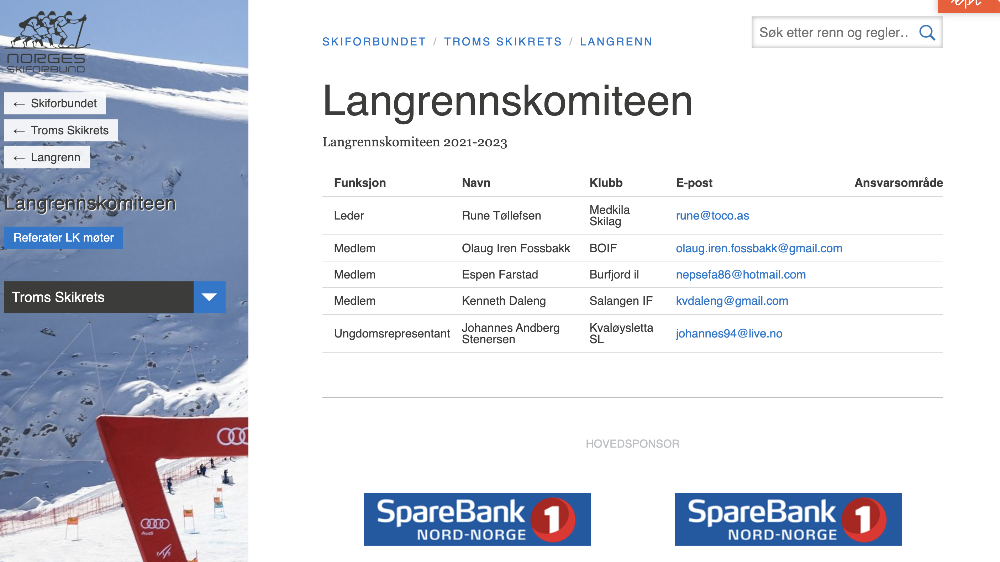 NORGES
SKIFORBUND
← Skiforbundet
← Troms Skikrets
← Langrenn
Langrennskomiteen
Referater LK møter
Troms Skikrets
Audi
FIS
SKIFORBUNDET / TROMS SKIKRETS / LANGRENN
Søk etter renn og regler..
Langrennskomiteen
Langrennskomiteen 2021-2023
Funksjon Navn Klubb E-post Ansvarsområde
Leder Rune Tøllefsen Medkila Skilag rune@toco.as
Medlem Olaug Iren Fossbakk BOIF olaug.iren.fossbakk@gmail.com
Medlem Espen Farstad Burfjord il nepsefa86@hotmail.com
Medlem Kenneth Daleng Salangen IF kvdaleng@gmail.com
Ungdomsrepresentant Johannes Andberg Stenersen Kvaløysletta SL johannes94@live.no
HOVEDSPONSOR
SpareBank 1
NORD-NORGE
SpareBank 1
NORD-NORGE